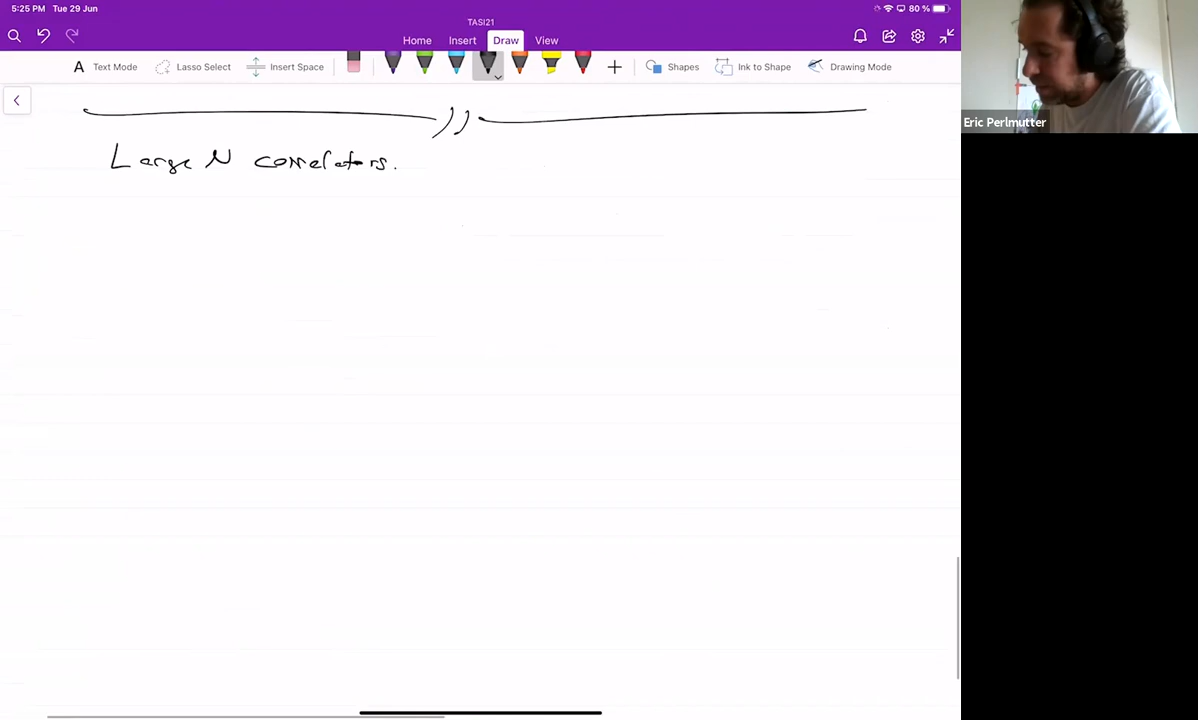 5:25 PM Tue 29 Jun
80 %
TASI21
Home Insert Draw View
Text Mode Lasso Select Insert Space Shapes Ink to Shape Drawing Mode
Eric Perlmutter
Large N correlators.